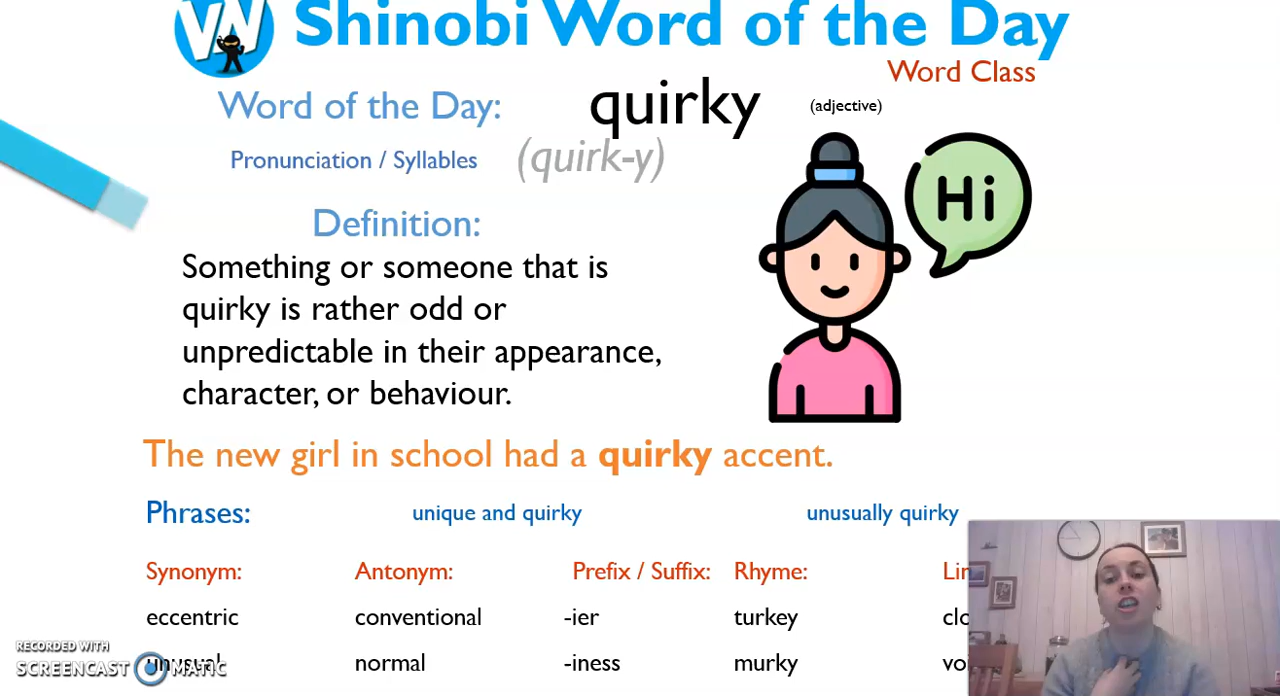 VN
Shinobi Word of the Day
Word Class
Word of the Day: quirky (adjective)
Pronunciation / Syllables (quirk-y)
Hi
Definition:
Something or someone that is
quirky is rather odd or
unpredictable in their appearance,
character, or behaviour.
The new girl in school had a quirky accent.
Phrases: unique and quirky unusually quirky
Synonym: Antonym: Prefix / Suffix: Rhyme:
eccentric conventional -ier turkey
unusual normal -iness murky
RECORDED WITH
SCREENCAST MATIC